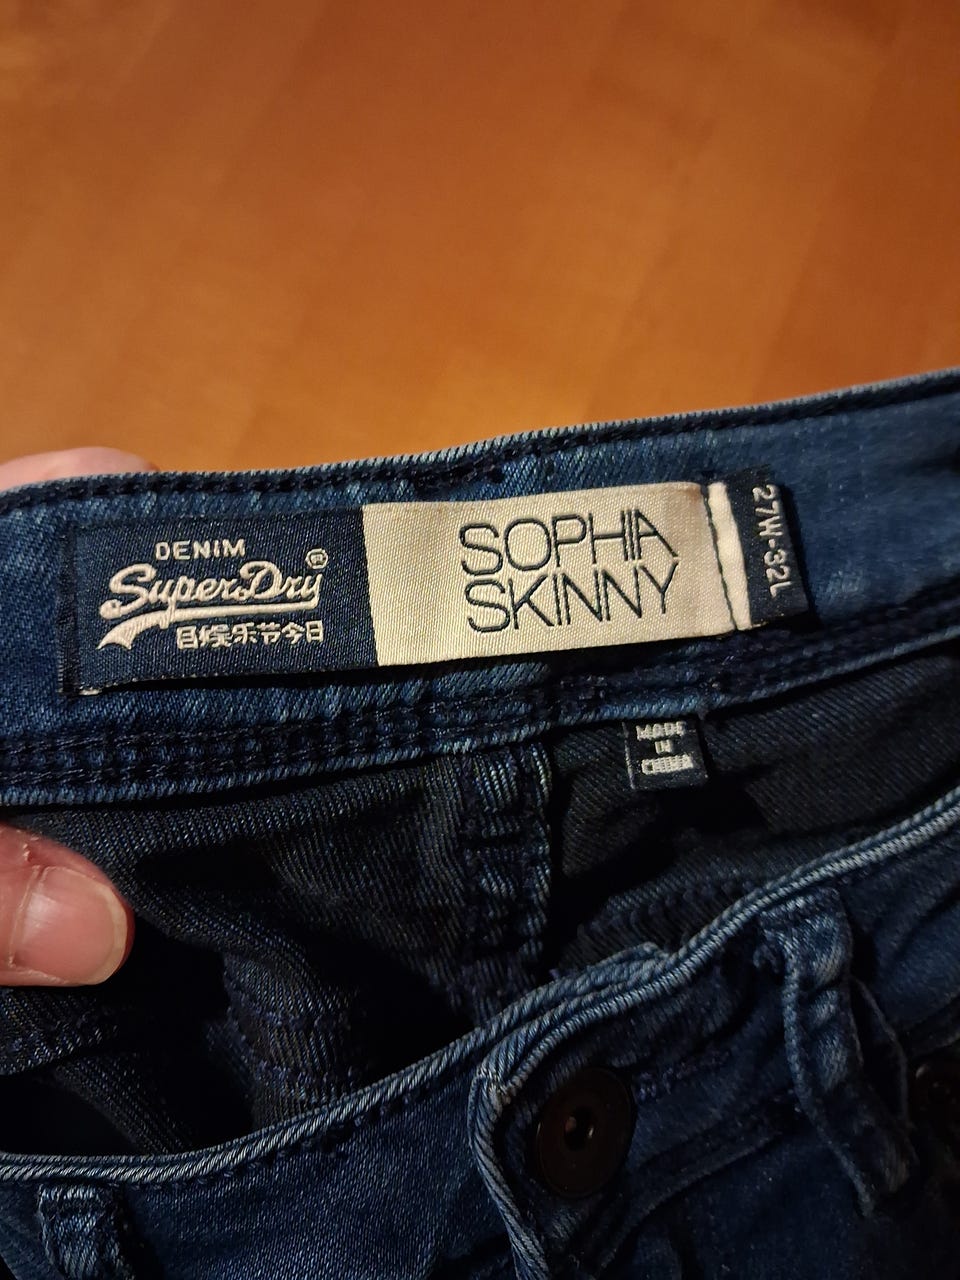 DENIM
SuperDry®
目娱乐节今日
SOPHIA
SKINNY
27W-32L
MADE
IN
CHINA